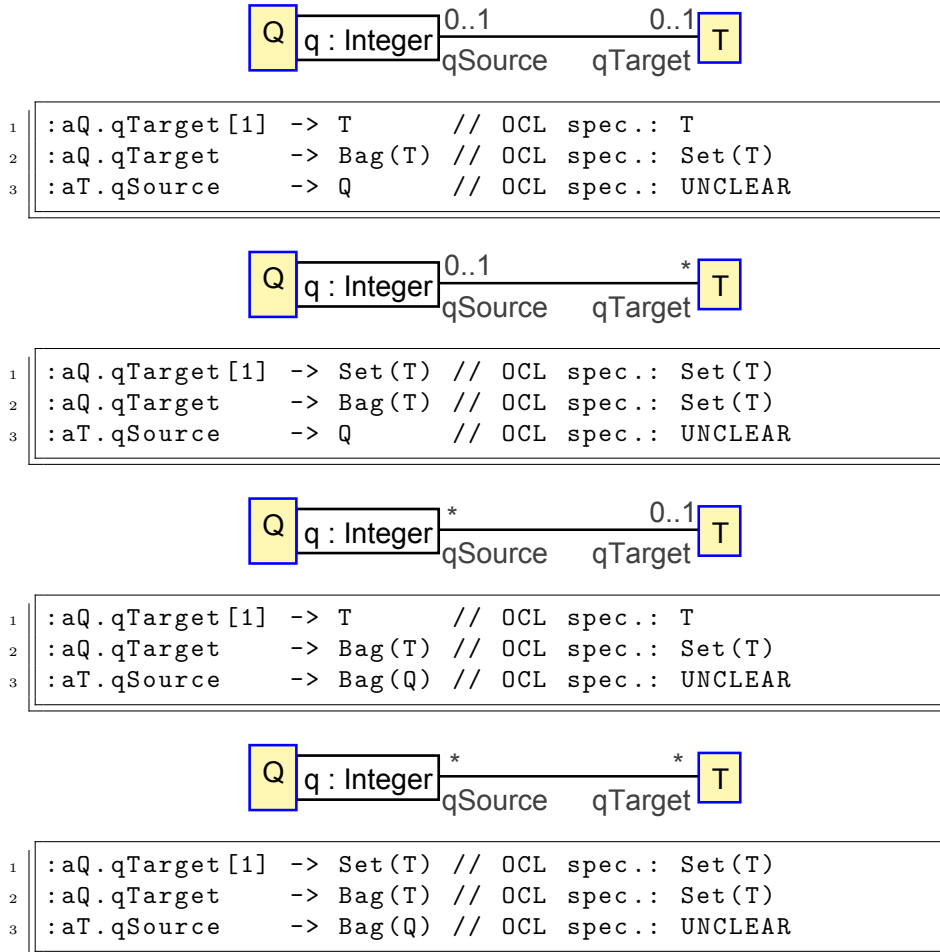 0..1 0..1
Q q : Integer T
qSource qTarget
1 :aQ.qTarget[1] -> T // OCL spec.: T
2 :aQ.qTarget -> Bag(T) // OCL spec.: Set(T)
3 :aT.qSource -> Q // OCL spec.: UNCLEAR
0..1 *
Q q : Integer T
qSource qTarget
1 :aQ.qTarget[1] -> Set(T) // OCL spec.: Set(T)
2 :aQ.qTarget -> Bag(T) // OCL spec.: Set(T)
3 :aT.qSource -> Q // OCL spec.: UNCLEAR
* 0..1
Q q : Integer T
qSource qTarget
1 :aQ.qTarget[1] -> T // OCL spec.: T
2 :aQ.qTarget -> Bag(T) // OCL spec.: Set(T)
3 :aT.qSource -> Bag(Q) // OCL spec.: UNCLEAR
* *
Q q : Integer T
qSource qTarget
1 :aQ.qTarget[1] -> Set(T) // OCL spec.: Set(T)
2 :aQ.qTarget -> Bag(T) // OCL spec.: Set(T)
3 :aT.qSource -> Bag(Q) // OCL spec.: UNCLEAR